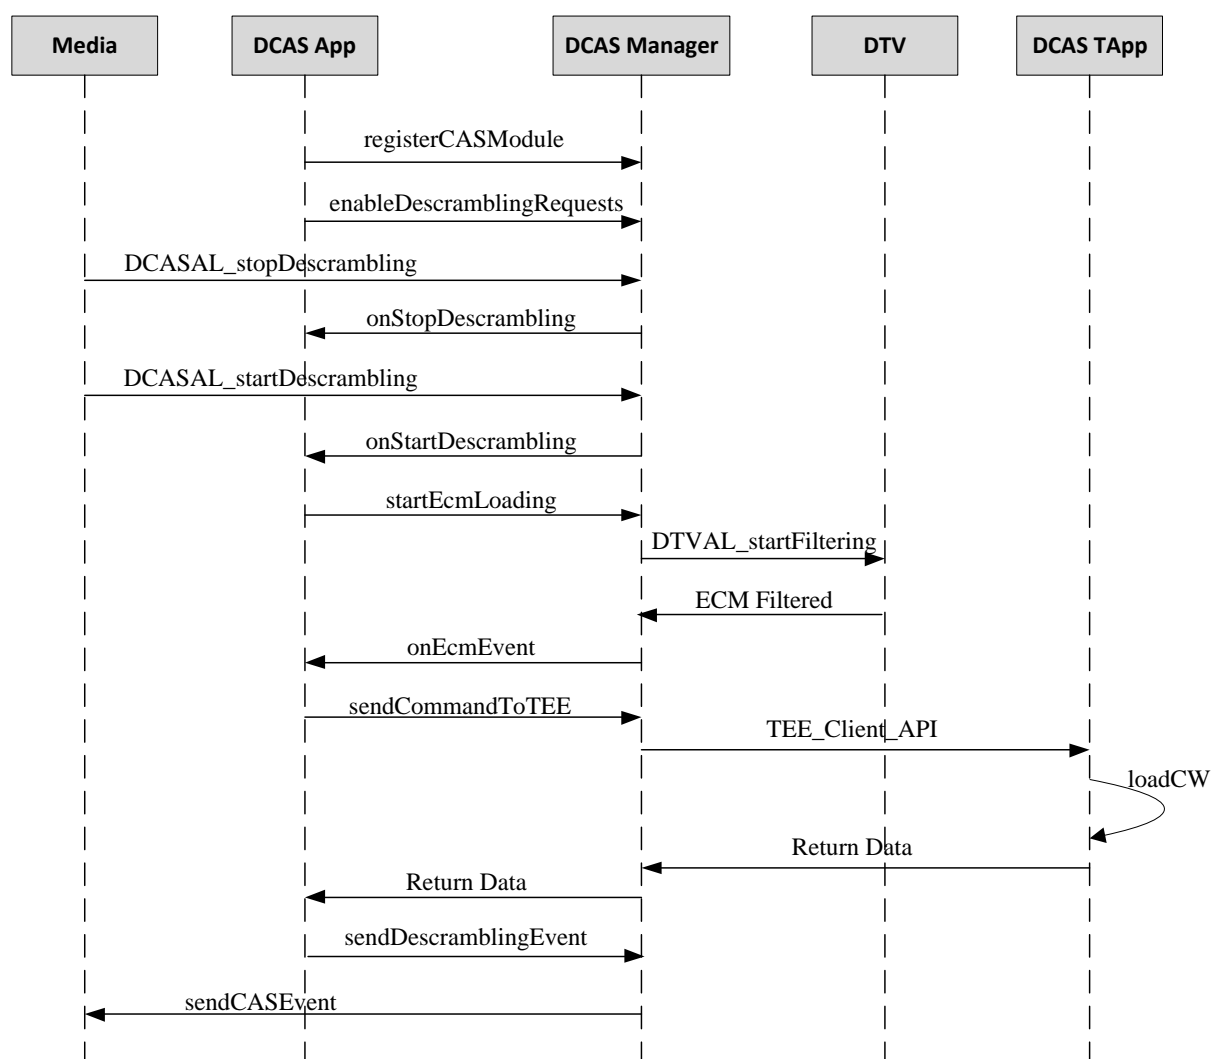 Media
DCAS App
DCAS Manager
DTV
DCAS TApp
registerCASModule
enableDescramblingRequests
DCASAL_stopDescrambling
onStopDescrambling
DCASAL_startDescrambling
onStartDescrambling
startEcmLoading
DTVAL_startFiltering
ECM Filtered
onEcmEvent
sendCommandToTEE
TEE_Client_API
loadCW
Return Data
Return Data
sendDescramblingEvent
sendCASEvent